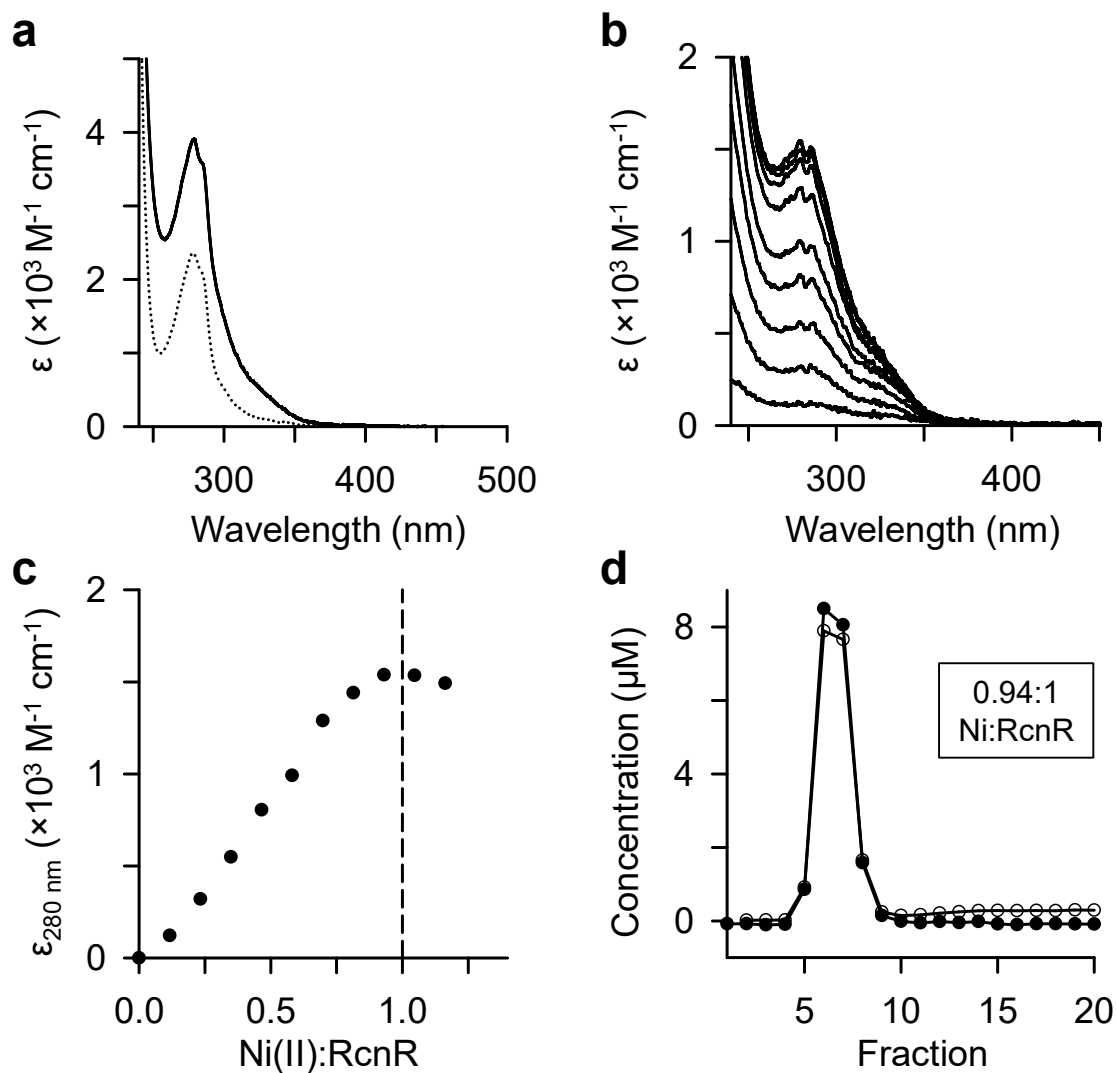 a
ε (×10³ M⁻¹ cm⁻¹)
4
2
0
300
400
500
Wavelength (nm)
b
ε (×10³ M⁻¹ cm⁻¹)
2
1
0
300
400
Wavelength (nm)
c
ε280 nm (×10³ M⁻¹ cm⁻¹)
2
1
0
0.0
0.5
1.0
Ni(II):RcnR
d
Concentration (µM)
8
4
0
0.94:1
Ni:RcnR
5
10
15
20
Fraction